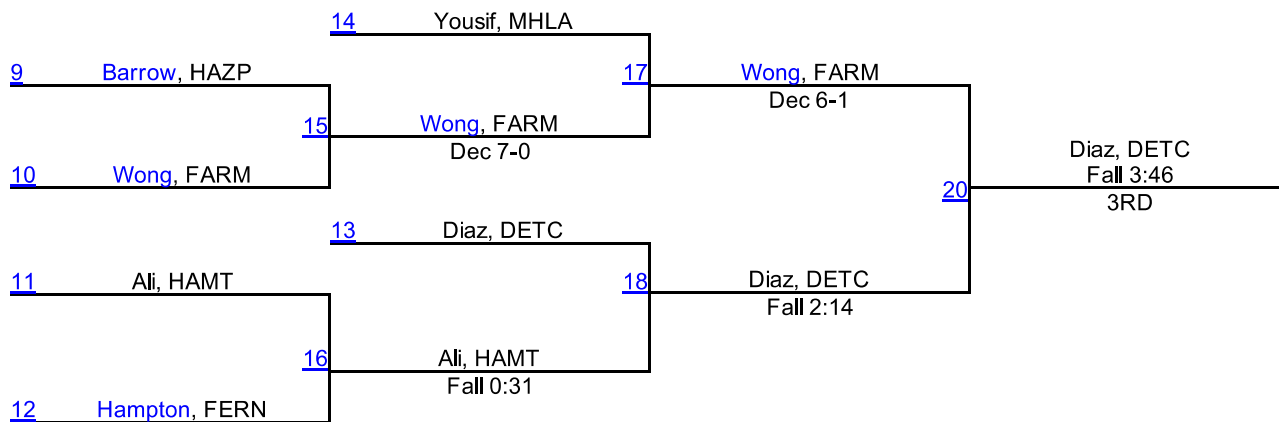 14 Yousif, MHLA
9 Barrow, HAZP
17 Wong, FARM
Dec 6-1
15 Wong, FARM
Dec 7-0
10 Wong, FARM
Diaz, DETC
Fall 3:46
20
3RD
13 Diaz, DETC
11 Ali, HAMT
18 Diaz, DETC
Fall 2:14
16 Ali, HAMT
Fall 0:31
12 Hampton, FERN